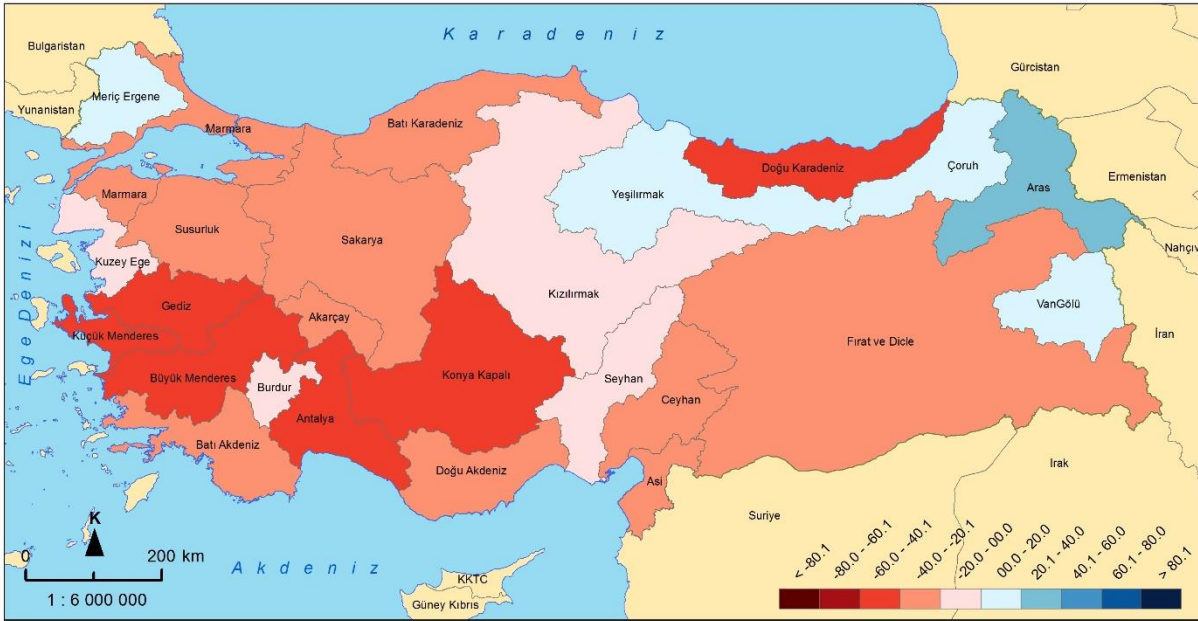 Karadeniz
Bulgaristan
Gürcistan
Meriç Ergene
Yunanistan
Marmara
Batı Karadeniz
Doğu Karadeniz
Çoruh
Ermenistan
Marmara
Yeşilırmak
Aras
Susurluk
Sakarya
Nahçıv
Kuzey Ege
Kızılırmak
Ege Denizi
Gediz
VanGölü
Akarçay
Küçük Menderes
Fırat ve Dicle
İran
Büyük Menderes
Burdur
Konya Kapalı
Seyhan
Ceyhan
Antalya
Batı Akdeniz
Doğu Akdeniz
Asi
Irak
Suriye
K
0 200 km
1 : 6 000 000
Akdeniz
KKTC
Güney Kıbrıs
< -80.1
-80.0 - -60.1
-60.0 - -40.1
-40.0 - -20.1
-20.0 - 00.0
00.0 - 20.0
20.1 - 40.0
40.1 - 60.0
60.1 - 80.0
> 80.1